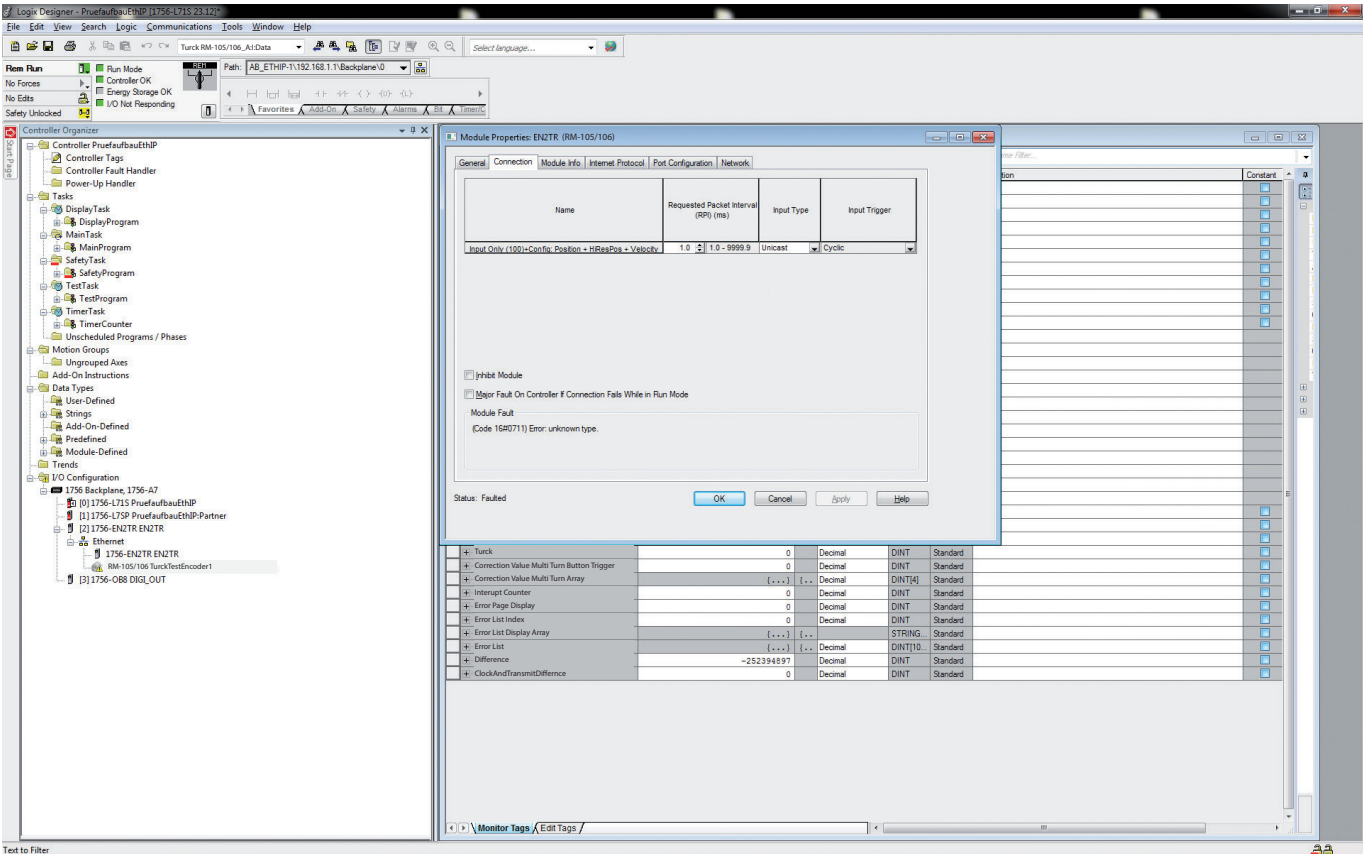 Logix Designer - PruefaufbauEthIP [1756-L71S 23.12]*
File Edit View Search Logic Communications Tools Window Help
Turck RM-105/106_A:I:Data
Select language...
Rem Run
Run Mode
REM
Path: AB_ETHIP-1\192.168.1.1\Backplane\0
No Forces
Controller OK
Energy Storage OK
No Edits
I/O Not Responding
Safety Unlocked
Favorites Add-On Safety Alarms Bit Timer/C
Start Page
Controller Organizer
Controller PruefaufbauEthIP
Controller Tags
Controller Fault Handler
Power-Up Handler
Tasks
DisplayTask
DisplayProgram
MainTask
MainProgram
SafetyTask
SafetyProgram
TestTask
TestProgram
TimerTask
TimerCounter
Unscheduled Programs / Phases
Motion Groups
Ungrouped Axes
Add-On Instructions
Data Types
User-Defined
Strings
Add-On-Defined
Predefined
Module-Defined
Trends
I/O Configuration
1756 Backplane, 1756-A7
[0] 1756-L71S PruefaufbauEthIP
[1] 1756-L7SP PruefaufbauEthIP:Partner
[2] 1756-EN2TR EN2TR
Ethernet
1756-EN2TR EN2TR
RM-105/106 TurckTestEncoder1
[3] 1756-OB8 DIGI_OUT
Module Properties: EN2TR (RM-105/106)
General Connection Module Info Internet Protocol Port Configuration Network
Name Requested Packet Interval (RPI) (ms) Input Type Input Trigger
Input Only (100)+Config: Position + HiResPos + Velocity 1.0 1.0 - 9999.9 Unicast Cyclic
Inhibit Module
Major Fault On Controller If Connection Fails While in Run Mode
Module Fault
(Code 16#0711) Error: unknown type.
Status: Faulted
OK Cancel Apply Help
me Filter...
tion Constant
Turck 0 Decimal DINT Standard
Correction Value Multi Turn Button Trigger 0 Decimal DINT Standard
Correction Value Multi Turn Array {...} {.. Decimal DINT[4] Standard
Interupt Counter 0 Decimal DINT Standard
Error Page Display 0 Decimal DINT Standard
Error List Index 0 Decimal DINT Standard
Error List Display Array {...} {.. STRING... Standard
Error List {...} {.. Decimal DINT[10... Standard
Difference -252394897 Decimal DINT Standard
ClockAndTransmitDiffernce 0 Decimal DINT Standard
Monitor Tags Edit Tags
Text to Filter